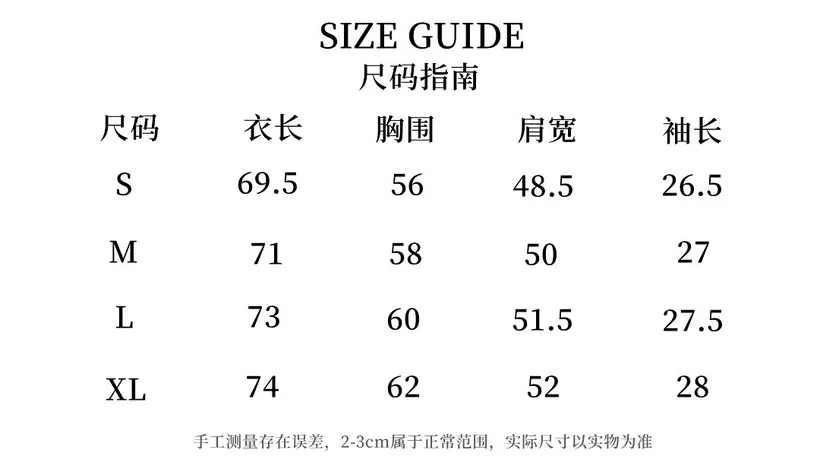 SIZE GUIDE
尺码指南
尺码 衣长 胸围 肩宽 袖长
S 69.5 56 48.5 26.5
M 71 58 50 27
L 73 60 51.5 27.5
XL 74 62 52 28
手工测量存在误差，2-3cm属于正常范围，实际尺寸以实物为准